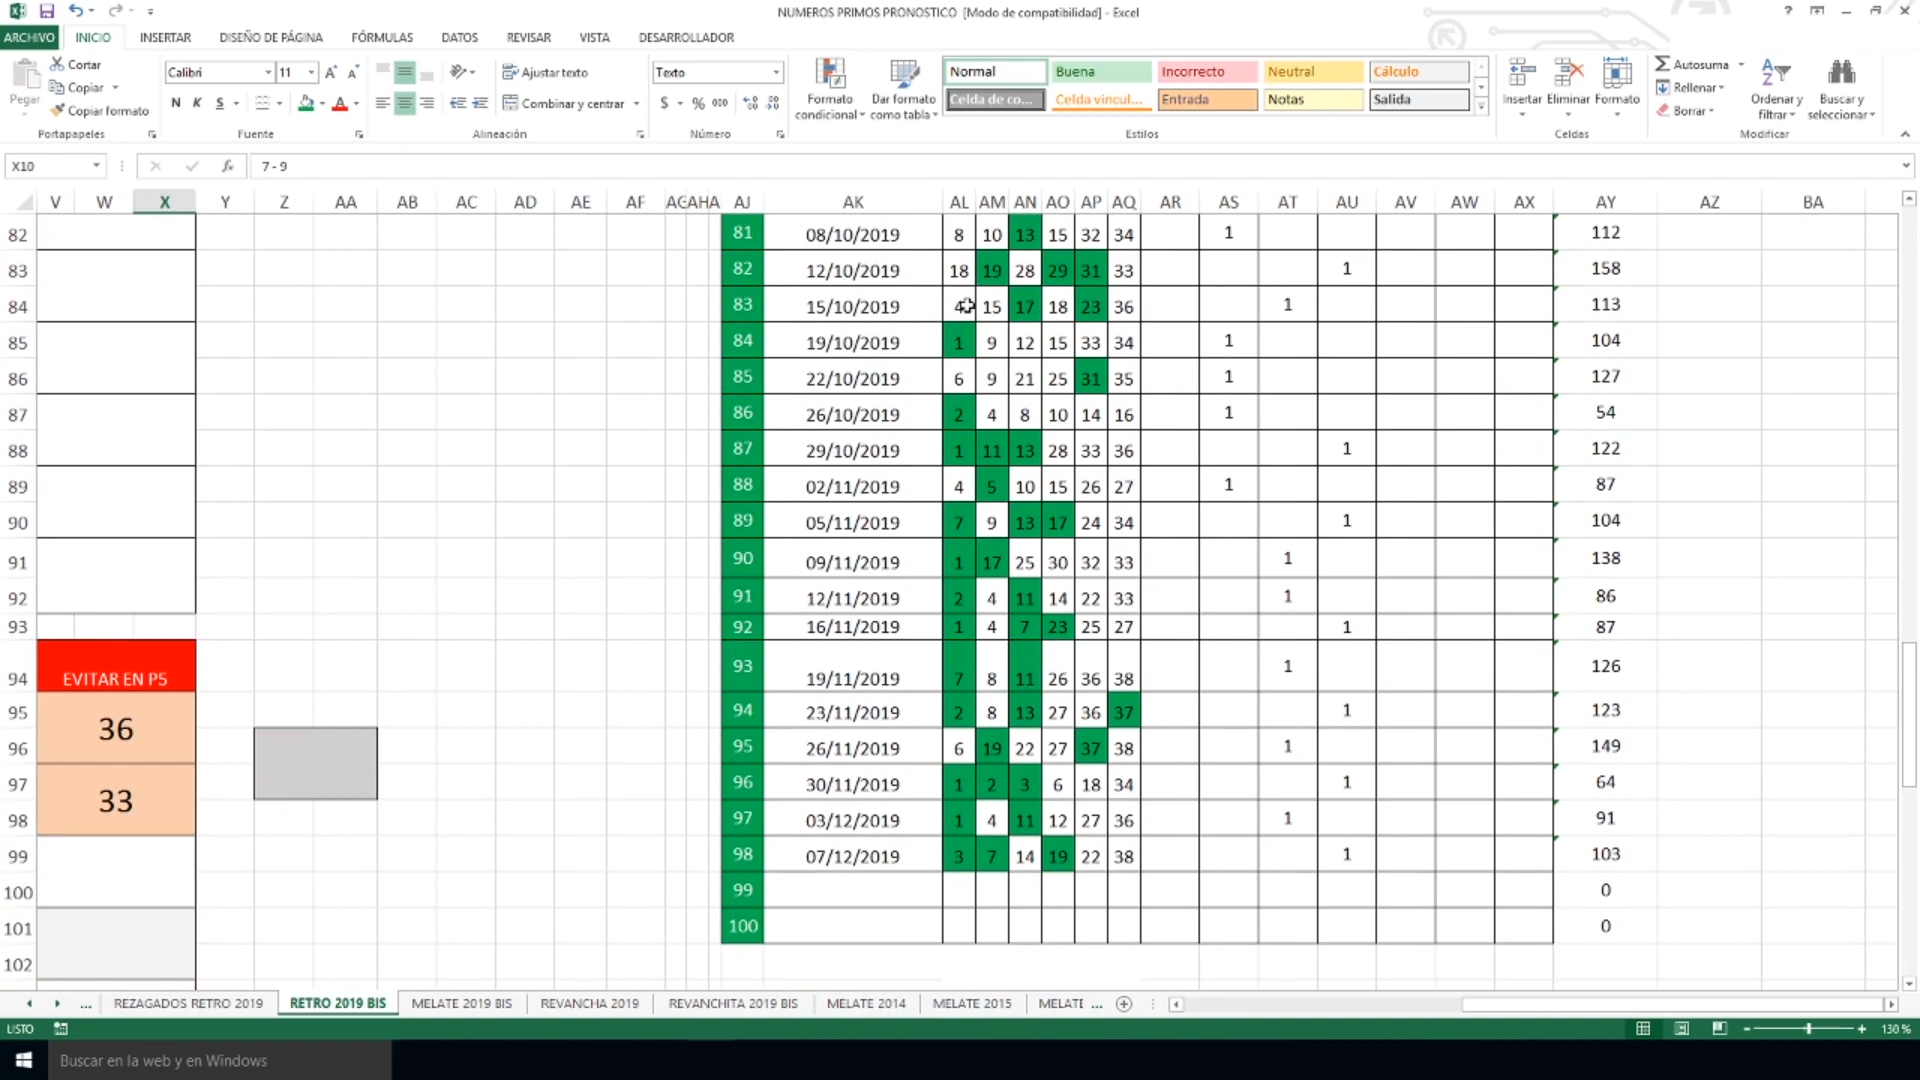 NUMEROS PRIMOS PRONOSTICO [Modo de compatibilidad] - Excel
ARCHIVO INICIO INSERTAR DISEÑO DE PÁGINA FÓRMULAS DATOS REVISAR VISTA DESARROLLADOR
Pegar
Cortar
Copiar
Copiar formato
Portapapeles
Calibri 11
N K S
Fuente
Ajustar texto
Combinar y centrar
Alineación
Texto
$ % 000
Número
Formato condicional
Dar formato como tabla
Normal Buena Incorrecto Neutral Cálculo
Celda de co... Celda vincul... Entrada Notas Salida
Estilos
Insertar Eliminar Formato
Celdas
Autosuma
Rellenar
Borrar
Ordenar y filtrar
Buscar y seleccionar
Modificar
X10 fx 7 - 9
V W X Y Z AA AB AC AD AE AF AJ AK AL AM AN AO AP AQ AR AS AT AU AV AW AX AY AZ BA
82 81 08/10/2019 8 10 13 15 32 34 1 112
83 82 12/10/2019 18 19 28 29 31 33 1 158
84 83 15/10/2019 4 15 17 18 23 36 1 113
85 84 19/10/2019 1 9 12 15 33 34 1 104
86 85 22/10/2019 6 9 21 25 31 35 1 127
87 86 26/10/2019 2 4 8 10 14 16 1 54
88 87 29/10/2019 1 11 13 28 33 36 1 122
89 88 02/11/2019 4 5 10 15 26 27 1 87
90 89 05/11/2019 7 9 13 17 24 34 1 104
91 90 09/11/2019 1 17 25 30 32 33 1 138
92 91 12/11/2019 2 4 11 14 22 33 1 86
93 92 16/11/2019 1 4 7 23 25 27 1 87
94 EVITAR EN P5 93 19/11/2019 7 8 11 26 36 38 1 126
95 36 94 23/11/2019 2 8 13 27 36 37 1 123
96 95 26/11/2019 6 19 22 27 37 38 1 149
97 33 96 30/11/2019 1 2 3 6 18 34 1 64
98 97 03/12/2019 1 4 11 12 27 36 1 91
99 98 07/12/2019 3 7 14 19 22 38 1 103
100 99 0
101 100 0
102
... REZAGADOS RETRO 2019 RETRO 2019 BIS MELATE 2019 BIS REVANCHA 2019 REVANCHITA 2019 BIS MELATE 2014 MELATE 2015 MELATE ...
LISTO 130 %
Buscar en la web y en Windows